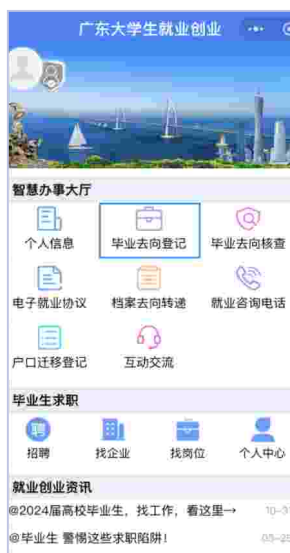 广东大学生就业创业
智慧办事大厅
个人信息 毕业去向登记 毕业去向核查
电子就业协议 档案去向转递 就业咨询电话
户口迁移登记 互动交流
毕业生求职
聘
招聘 找企业 找岗位 个人中心
就业创业资讯
@2024届高校毕业生，找工作，看这里→
@毕业生 警惕这些求职陷阱！